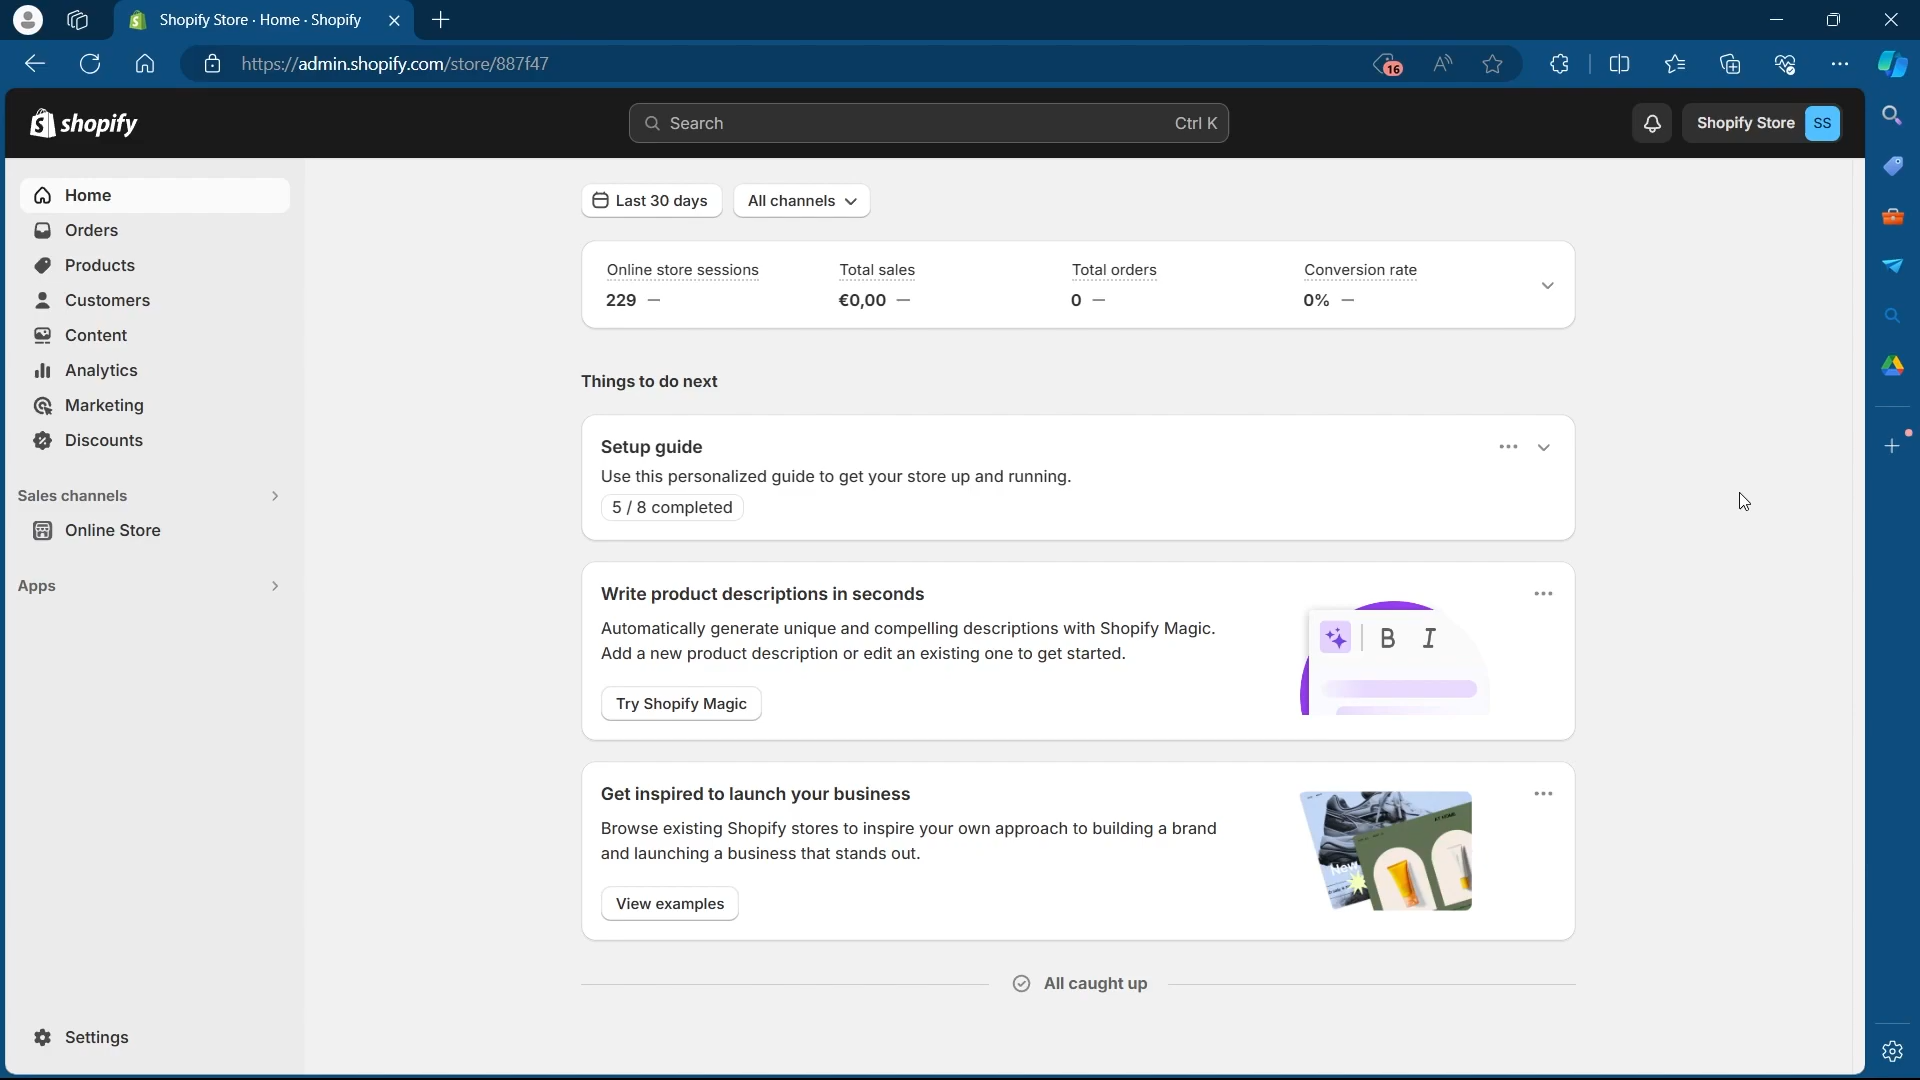 Shopify Store · Home · Shopify
https://admin.shopify.com/store/887f47
16
shopify
Search
Ctrl K
Shopify Store
SS
Home
Orders
Products
Customers
Content
Analytics
Marketing
Discounts
Sales channels
Online Store
Apps
Settings
Last 30 days
All channels
Online store sessions
229 —
Total sales
€0,00 —
Total orders
0 —
Conversion rate
0% —
Things to do next
Setup guide
Use this personalized guide to get your store up and running.
5 / 8 completed
Write product descriptions in seconds
Automatically generate unique and compelling descriptions with Shopify Magic.
Add a new product description or edit an existing one to get started.
Try Shopify Magic
B I
Get inspired to launch your business
Browse existing Shopify stores to inspire your own approach to building a brand
and launching a business that stands out.
View examples
New
All caught up